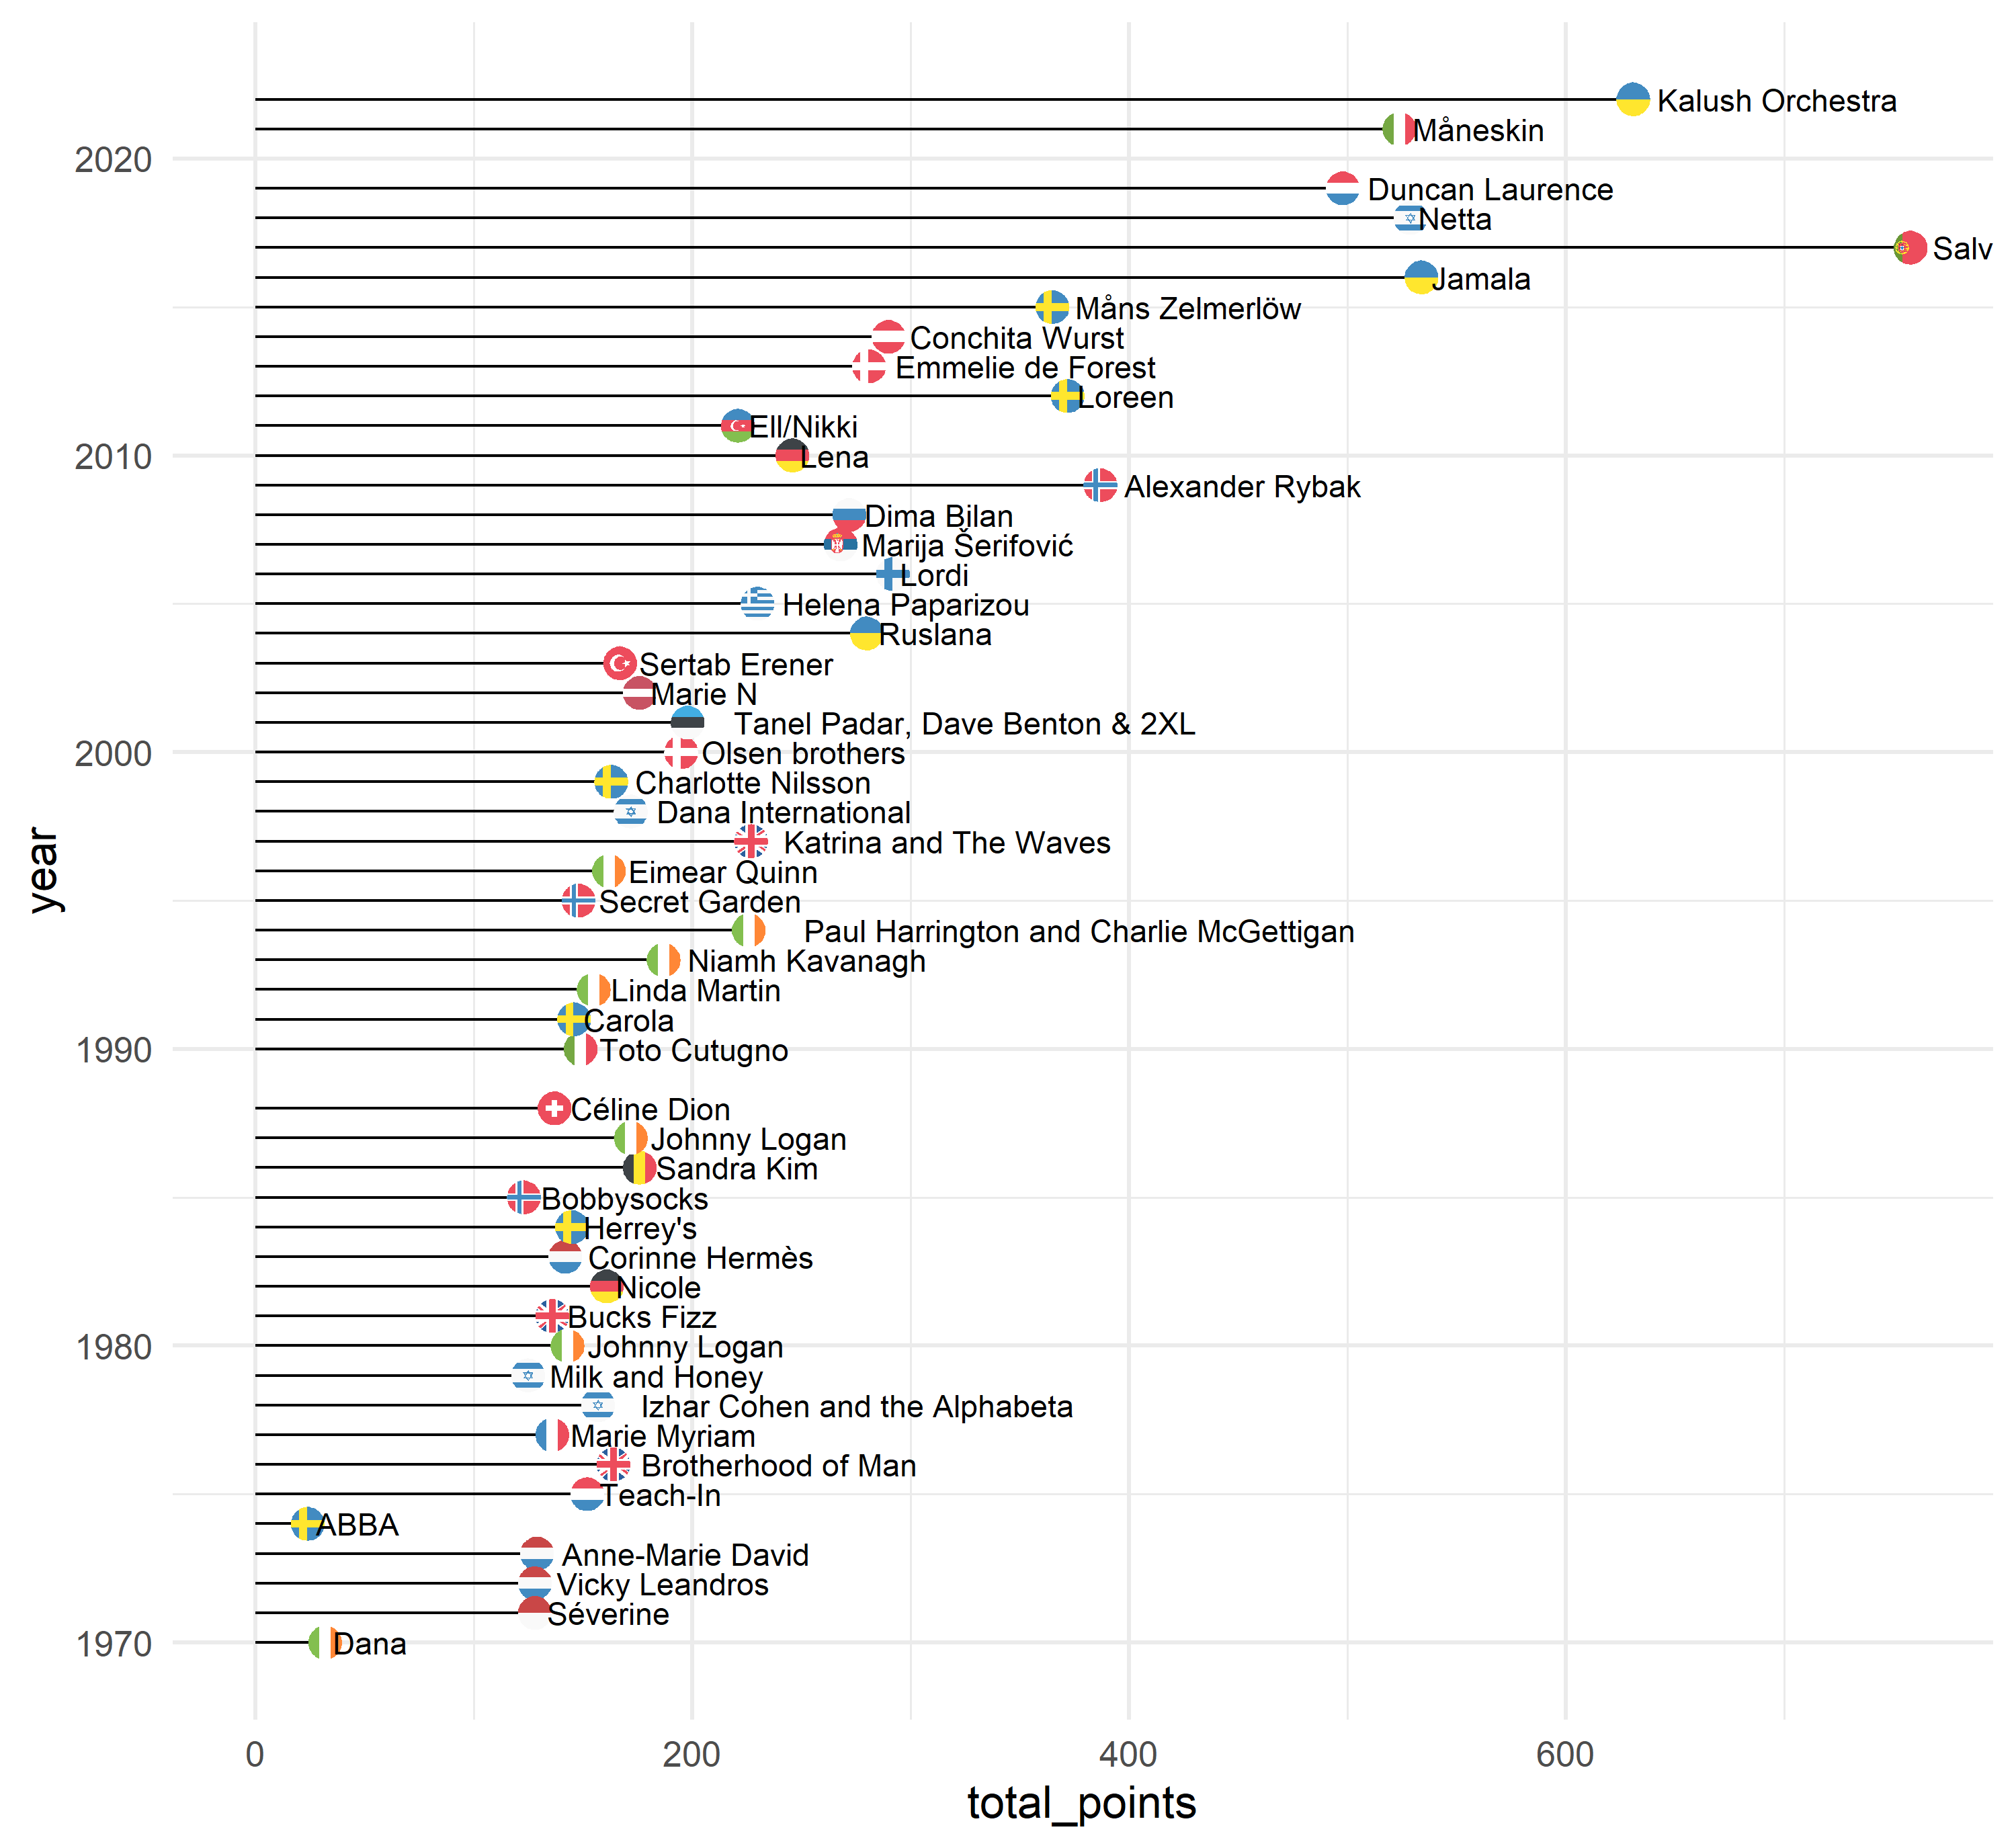 Kalush Orchestra
Måneskin
2020
Duncan Laurence
Netta
Salv
Jamala
Måns Zelmerlöw
Conchita Wurst
Emmelie de Forest
Loreen
Ell/Nikki
2010
Lena
Alexander Rybak
Dima Bilan
Marija Šerifović
Lordi
Helena Paparizou
Ruslana
Sertab Erener
Marie N
Tanel Padar, Dave Benton & 2XL
2000
Olsen brothers
Charlotte Nilsson
Dana International
Katrina and The Waves
year
Eimear Quinn
Secret Garden
Paul Harrington and Charlie McGettigan
Niamh Kavanagh
Linda Martin
Carola
1990
Toto Cutugno
Céline Dion
Johnny Logan
Sandra Kim
Bobbysocks
Herrey's
Corinne Hermès
Nicole
Bucks Fizz
1980
Johnny Logan
Milk and Honey
Izhar Cohen and the Alphabeta
Marie Myriam
Brotherhood of Man
Teach-In
ABBA
Anne-Marie David
Vicky Leandros
Séverine
1970
Dana
0 200 400 600
total_points